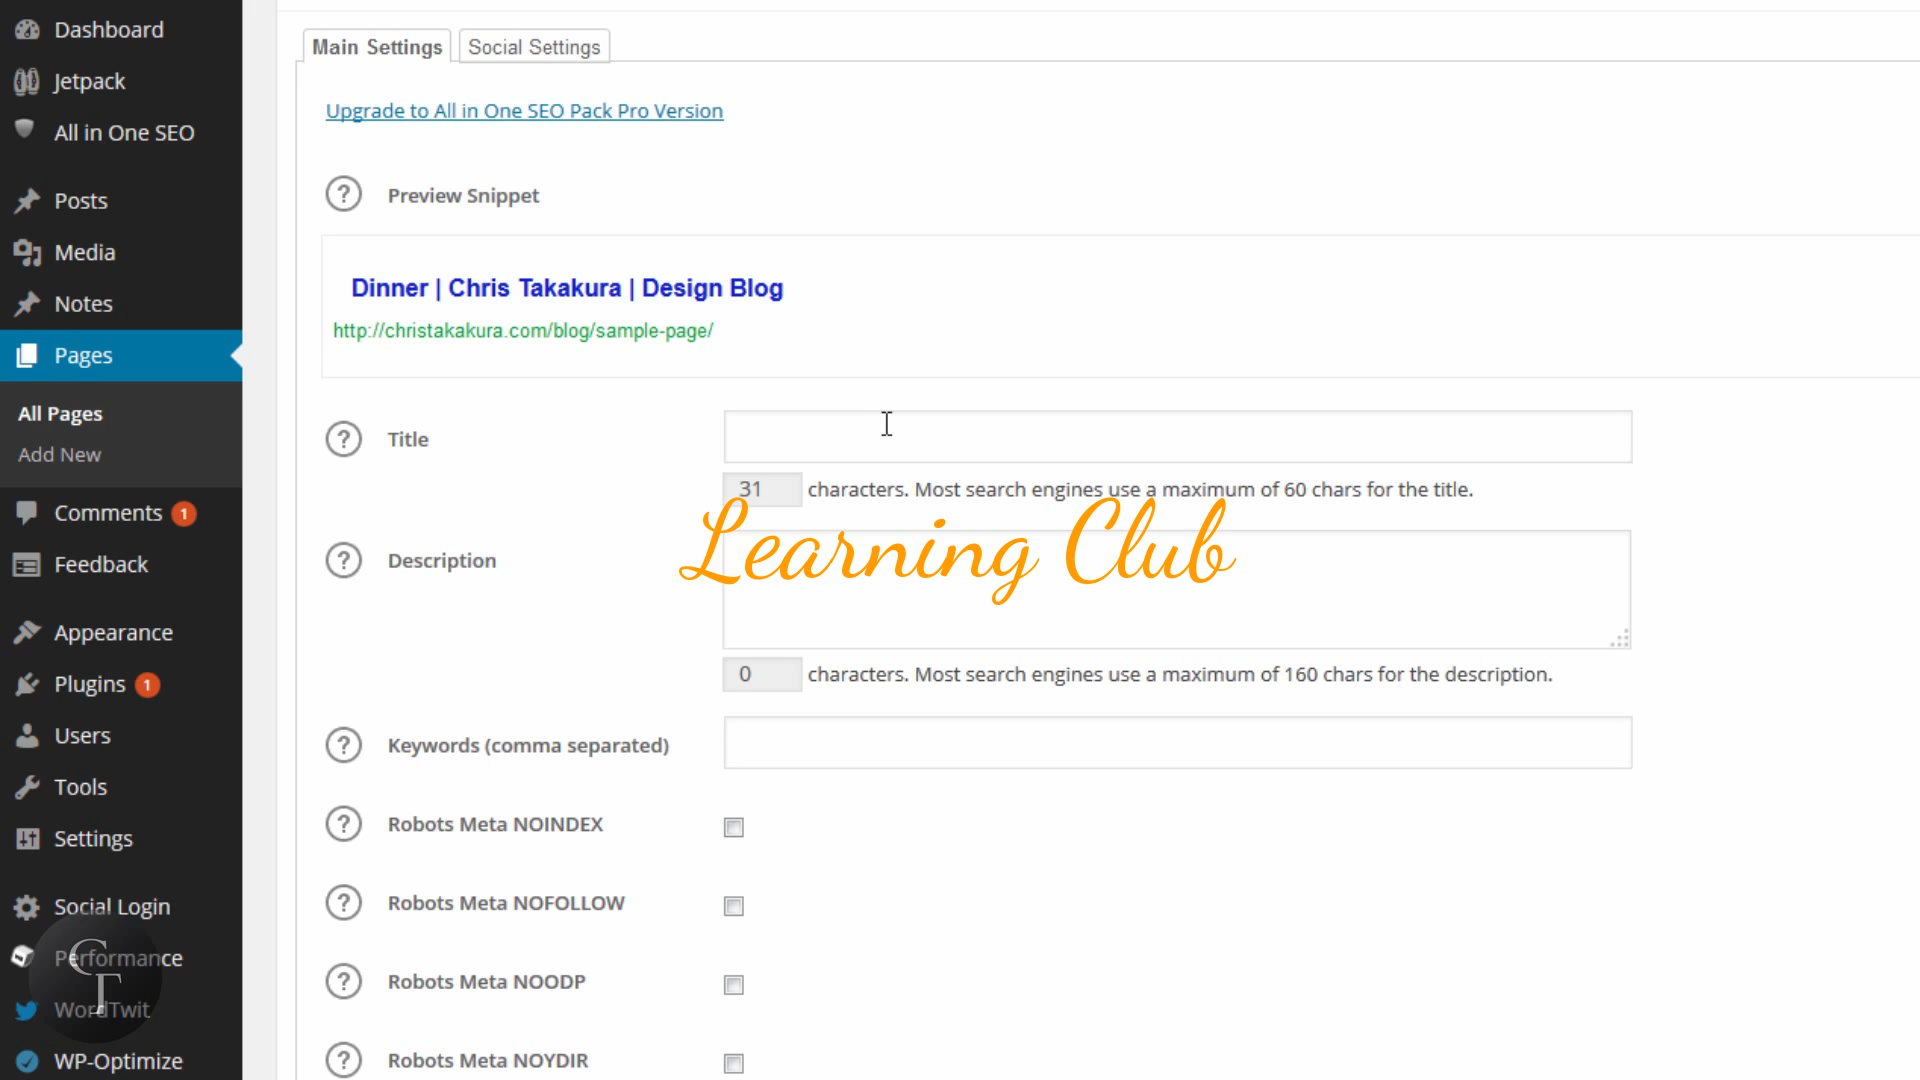 Dashboard
Jetpack
All in One SEO
Posts
Media
Notes
Pages
All Pages
Add New
Comments 1
Feedback
Appearance
Plugins 1
Users
Tools
Settings
Social Login
Performance
WordTwit
WP-Optimize
CT
Main Settings
Social Settings
Upgrade to All in One SEO Pack Pro Version
? Preview Snippet
Dinner | Chris Takakura | Design Blog
http://christakakura.com/blog/sample-page/
? Title
31 characters. Most search engines use a maximum of 60 chars for the title.
Learning Club
? Description
0 characters. Most search engines use a maximum of 160 chars for the description.
? Keywords (comma separated)
? Robots Meta NOINDEX
? Robots Meta NOFOLLOW
? Robots Meta NOODP
? Robots Meta NOYDIR